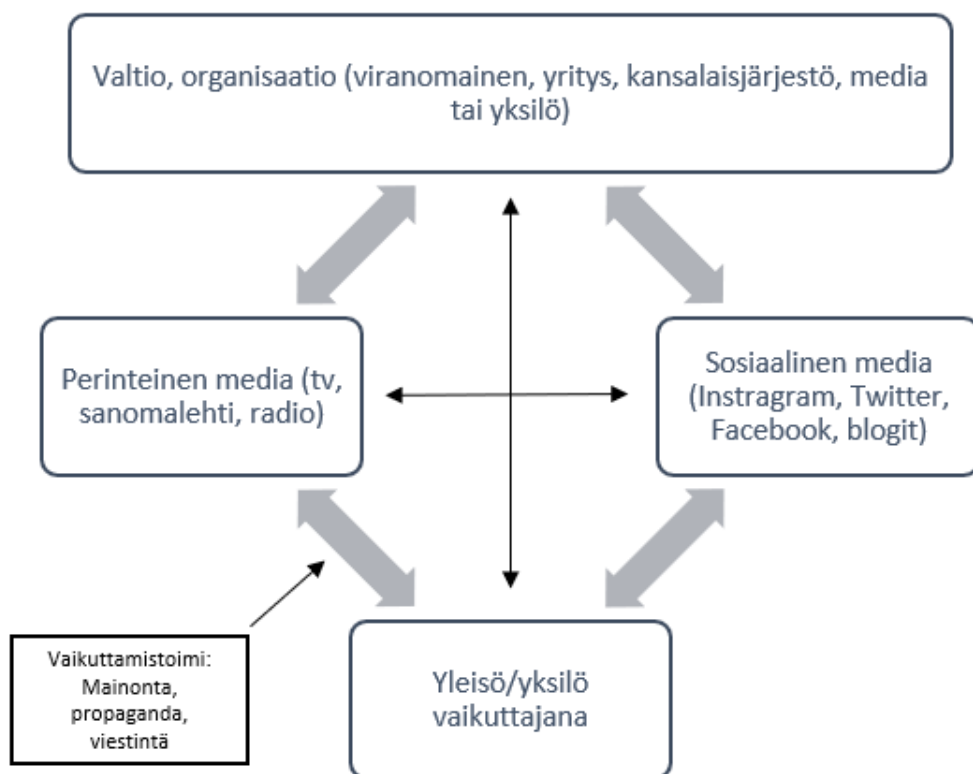 Valtio, organisaatio (viranomainen, yritys, kansalaisjärjestö, media
tai yksilö)
Perinteinen media (tv,
sanomalehti, radio)
Sosiaalinen media
(Instragram, Twitter,
Facebook, blogit)
Vaikuttamistoimi:
Mainonta,
propaganda,
viestintä
Yleisö/yksilö
vaikuttajana